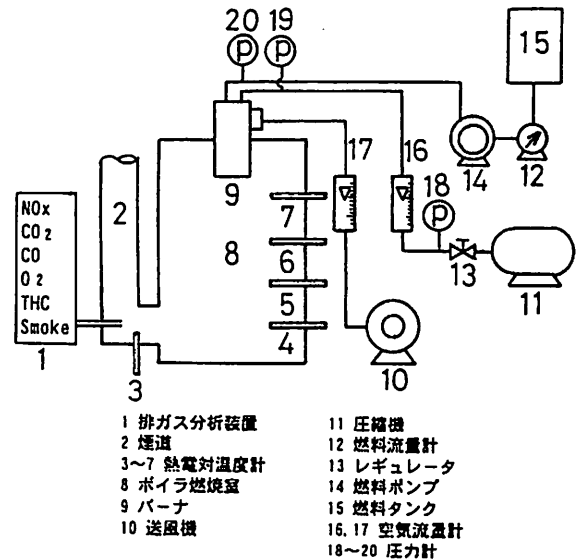 20 19
P P
15
17 16
14 12
18
P
9
NOx
CO2
CO
O2
THC
Smoke
2
8
7
6
5
4
13
11
1
3
10
1 排ガス分析装置
2 煙道
3〜7 熱電対温度計
8 ボイラ燃焼室
9 バーナ
10 送風機
11 圧縮機
12 燃料流量計
13 レギュレータ
14 燃料ポンプ
15 燃料タンク
16,17 空気流量計
18〜20 圧力計